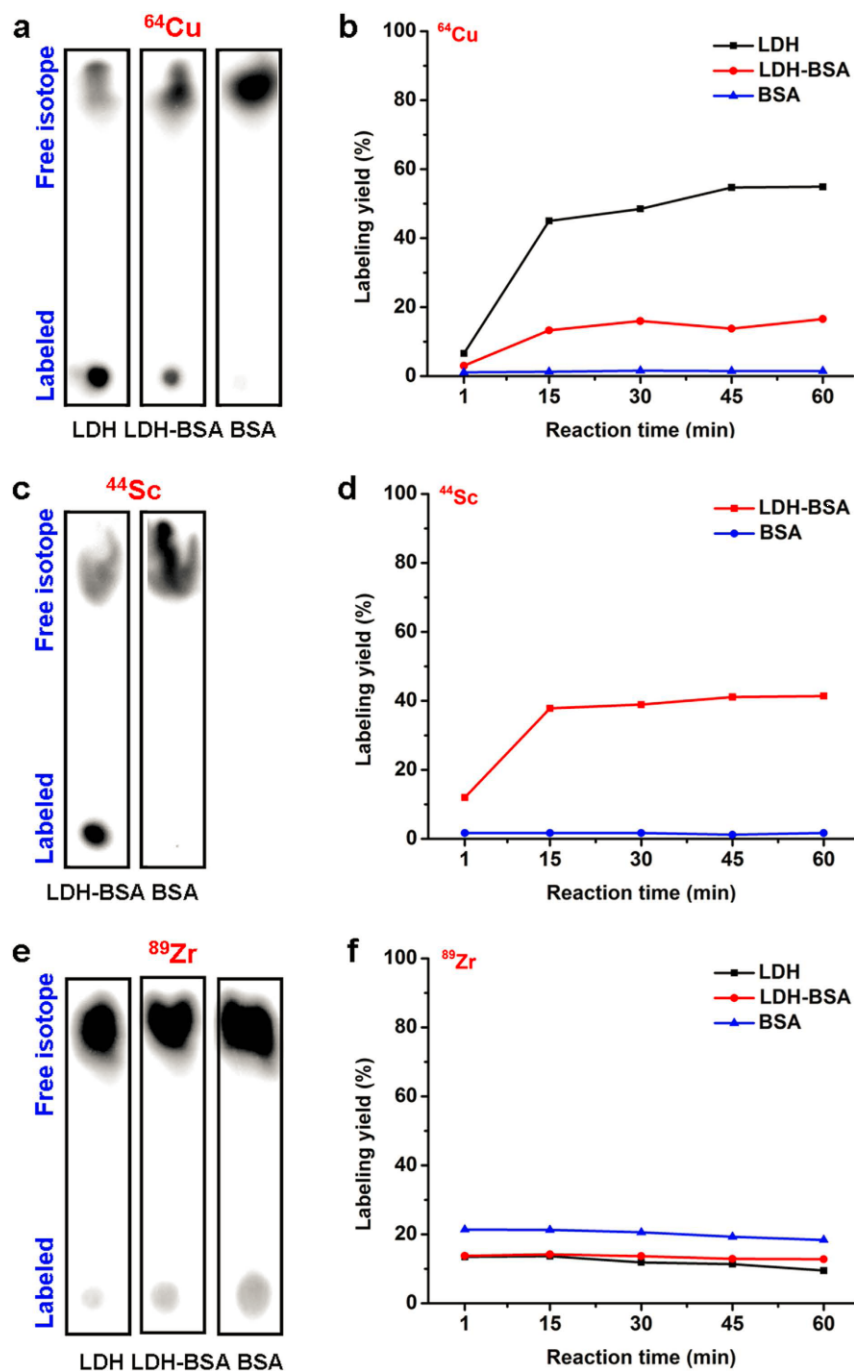 a
⁶⁴Cu
Free isotope
Labeled
LDH LDH-BSA BSA
b
⁶⁴Cu
LDH
LDH-BSA
BSA
Labeling yield (%)
100
80
60
40
20
0
1 15 30 45 60
Reaction time (min)
c
⁴⁴Sc
Free isotope
Labeled
LDH-BSA BSA
d
⁴⁴Sc
LDH-BSA
BSA
Labeling yield (%)
100
80
60
40
20
0
1 15 30 45 60
Reaction time (min)
e
⁸⁹Zr
Free isotope
Labeled
LDH LDH-BSA BSA
f
⁸⁹Zr
LDH
LDH-BSA
BSA
Labeling yield (%)
100
80
60
40
20
0
1 15 30 45 60
Reaction time (min)